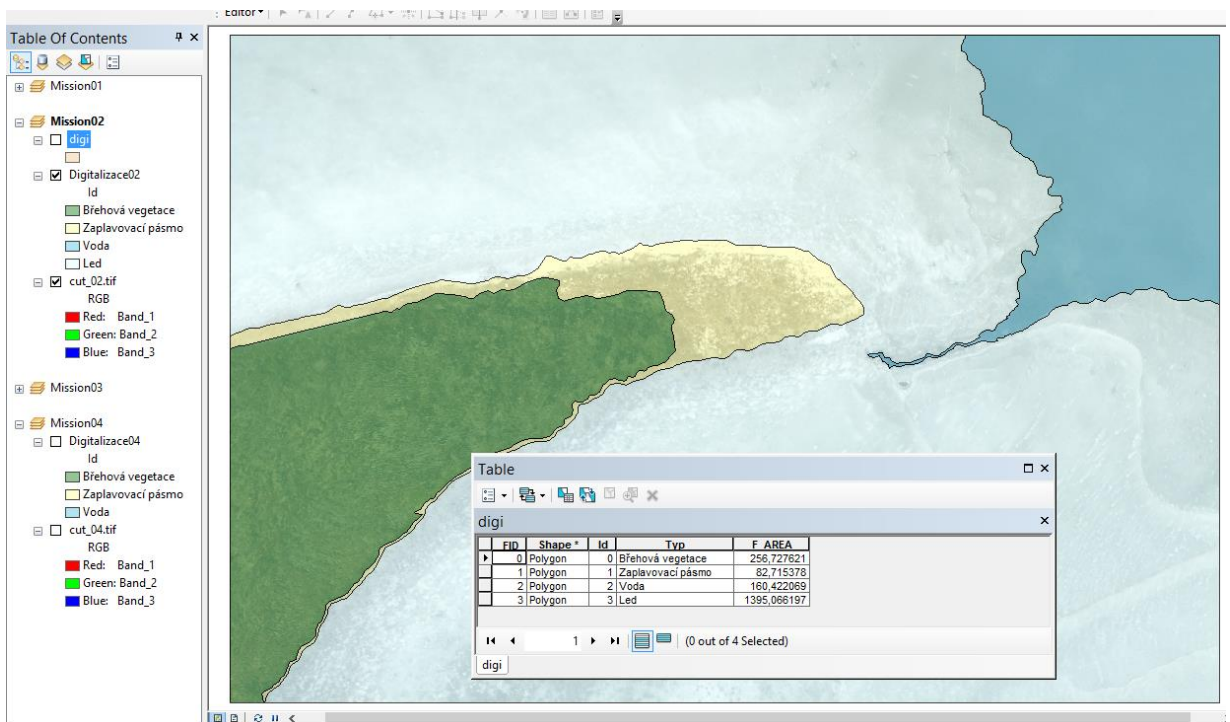 Editor
Table Of Contents
Mission01
Mission02
digi
Digitalizace02
Id
Břehová vegetace
Zaplavovací pásmo
Voda
Led
cut_02.tif
RGB
Red: Band_1
Green: Band_2
Blue: Band_3
Mission03
Mission04
Digitalizace04
Id
Břehová vegetace
Zaplavovací pásmo
Voda
cut_04.tif
RGB
Red: Band_1
Green: Band_2
Blue: Band_3
Table
digi
FID Shape * Id Typ F_AREA
0 Polygon 0 Břehová vegetace 256,727621
1 Polygon 1 Zaplavovací pásmo 82,715378
2 Polygon 2 Voda 160,422069
3 Polygon 3 Led 1395,066197
1 (0 out of 4 Selected)
digi